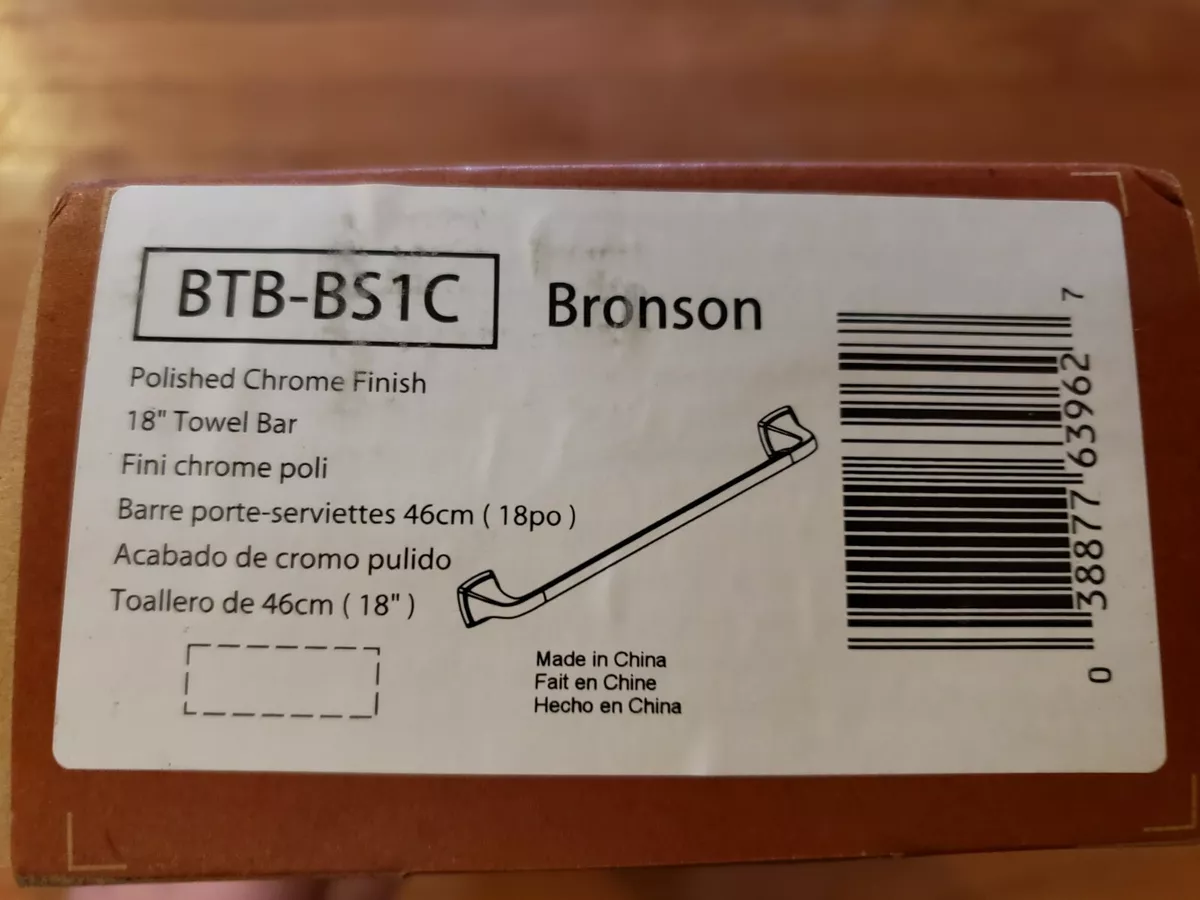 BTB-BS1C
Bronson
Polished Chrome Finish
18" Towel Bar
Fini chrome poli
Barre porte-serviettes 46cm ( 18po )
Acabado de cromo pulido
Toallero de 46cm ( 18" )
Made in China
Fait en Chine
Hecho en China
0 38877 63962 7